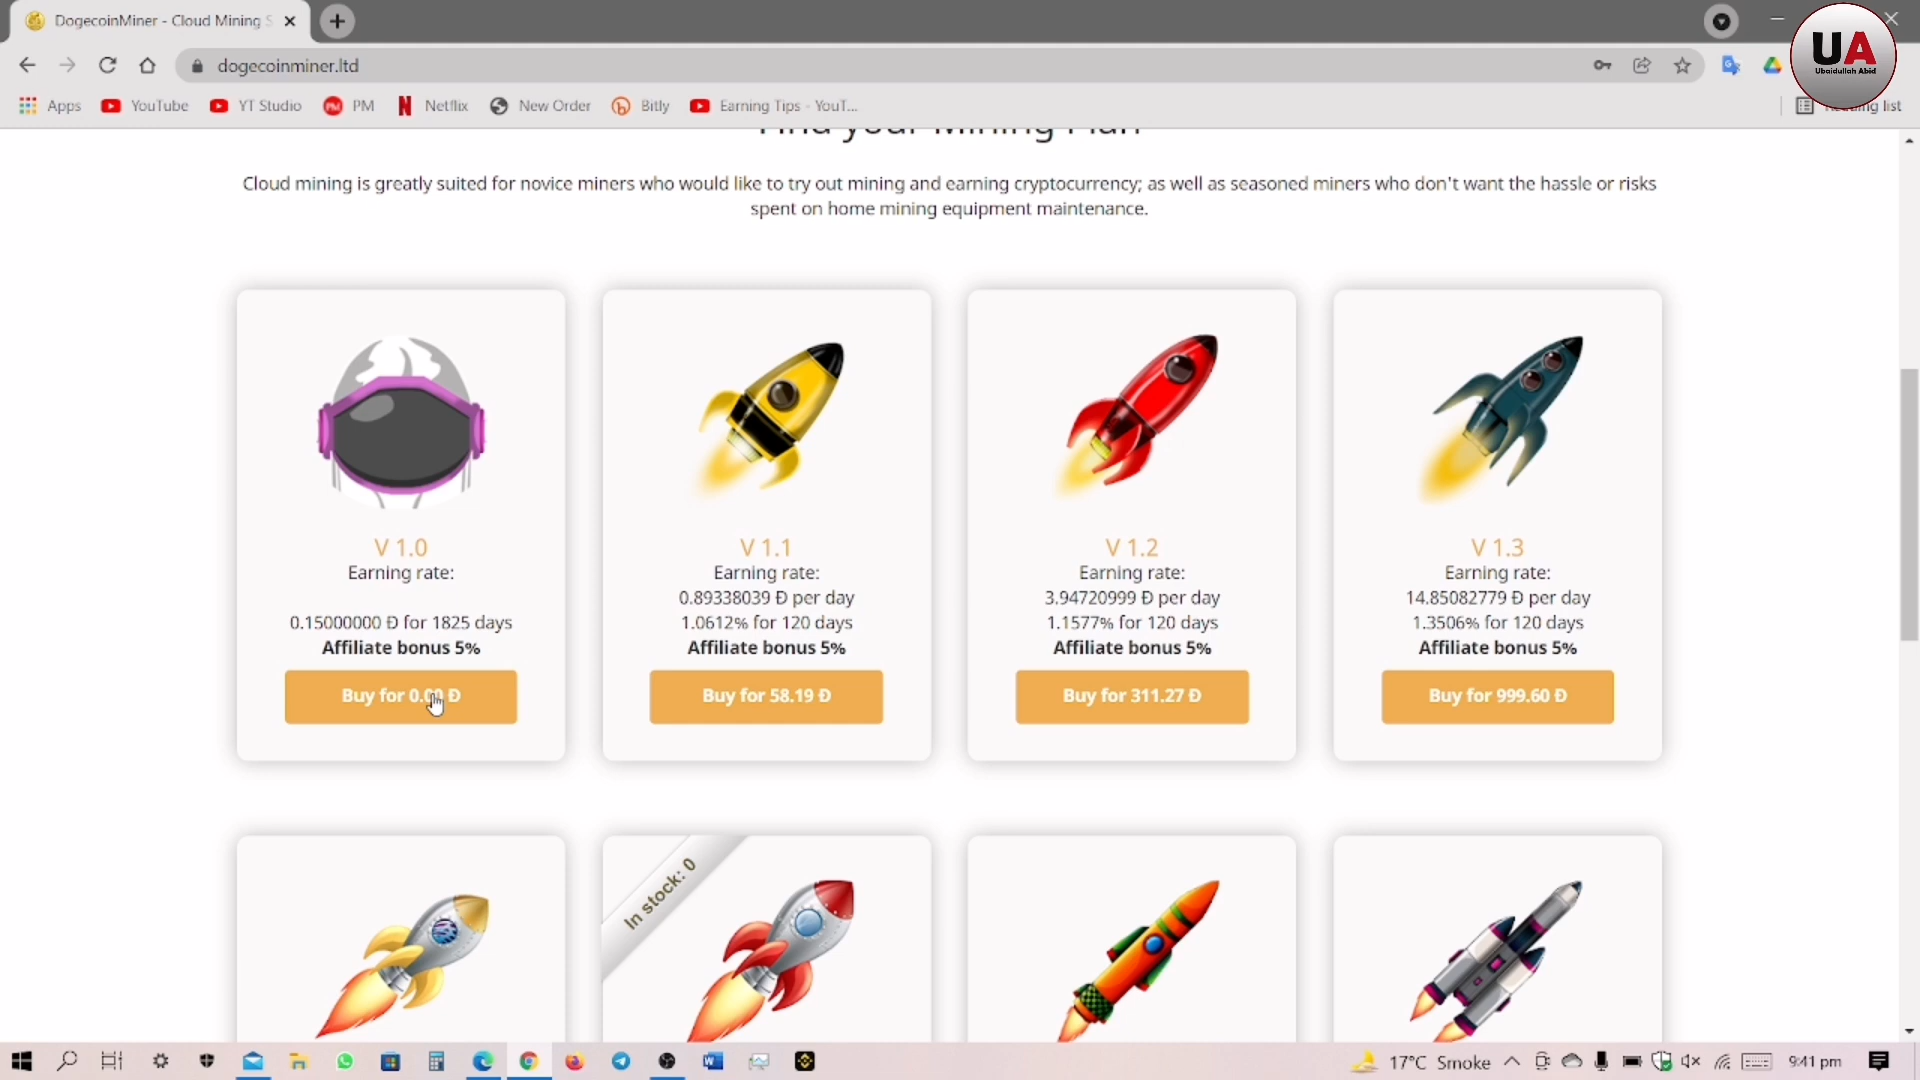 DogecoinMiner - Cloud Mining S
dogecoinminer.ltd
UA
Ubaidullah Abid
Apps YouTube YT Studio PM Netflix New Order Bitly Earning Tips - YouT... list
Find your Mining Plan
Cloud mining is greatly suited for novice miners who would like to try out mining and earning cryptocurrency; as well as seasoned miners who don't want the hassle or risks
spent on home mining equipment maintenance.
V 1.0
Earning rate:
0.15000000 Đ for 1825 days
Affiliate bonus 5%
Buy for 0.00 Đ
V 1.1
Earning rate:
0.89338039 Đ per day
1.0612% for 120 days
Affiliate bonus 5%
Buy for 58.19 Đ
V 1.2
Earning rate:
3.94720999 Đ per day
1.1577% for 120 days
Affiliate bonus 5%
Buy for 311.27 Đ
V 1.3
Earning rate:
14.85082779 Đ per day
1.3506% for 120 days
Affiliate bonus 5%
Buy for 999.60 Đ
In stock: 0
17°C Smoke 9:41 pm